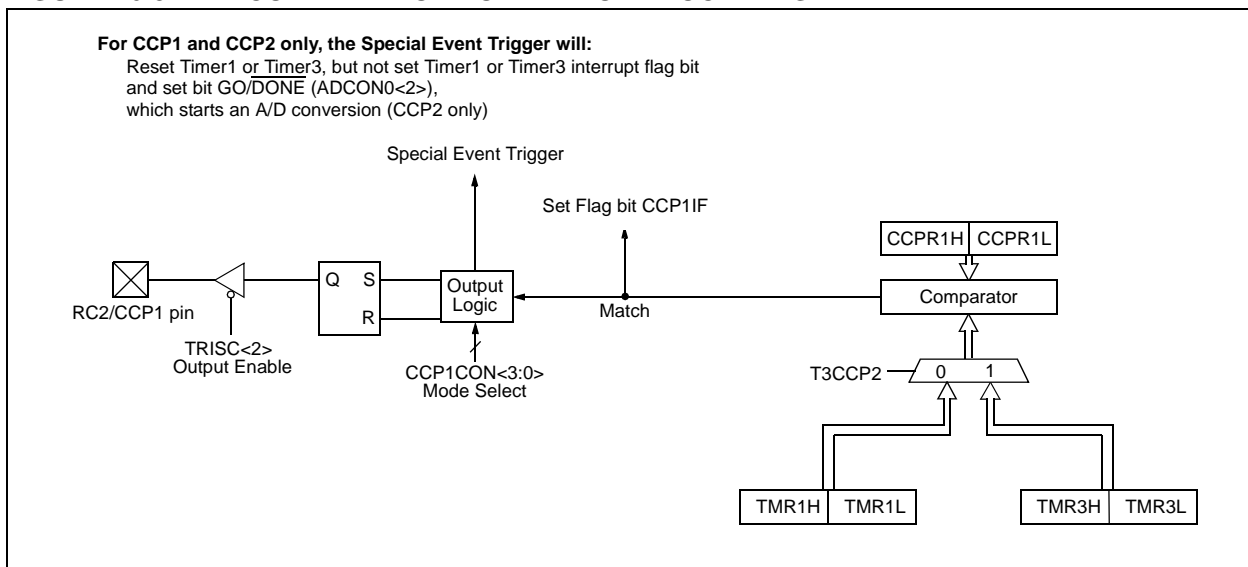 For CCP1 and CCP2 only, the Special Event Trigger will:
Reset Timer1 or Timer3, but not set Timer1 or Timer3 interrupt flag bit
and set bit GO/DONE (ADCON0<2>),
which starts an A/D conversion (CCP2 only)
Special Event Trigger
Set Flag bit CCP1IF
CCPR1H CCPR1L
Q S
R
Output
Logic
Comparator
RC2/CCP1 pin
Match
TRISC<2>
Output Enable
CCP1CON<3:0>
Mode Select
T3CCP2
0 1
TMR1H TMR1L
TMR3H TMR3L